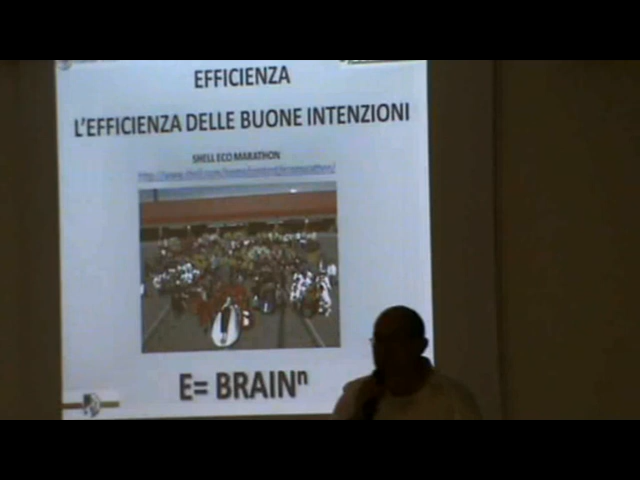 EFFICIENZA
L'EFFICIENZA DELLE BUONE INTENZIONI
SHELL ECO MARATHON
E= BRAINⁿ